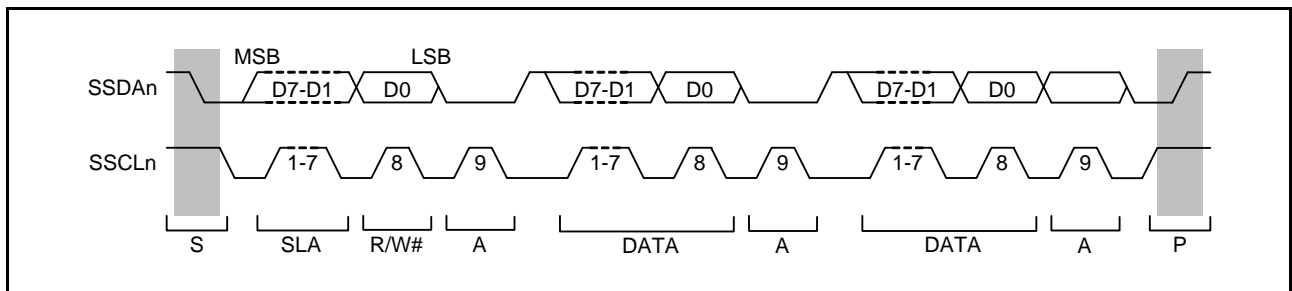 MSB LSB
SSDAn D7-D1 D0 D7-D1 D0 D7-D1 D0
SSCLn 1-7 8 9 1-7 8 9 1-7 8 9
S SLA R/W# A DATA A DATA A P